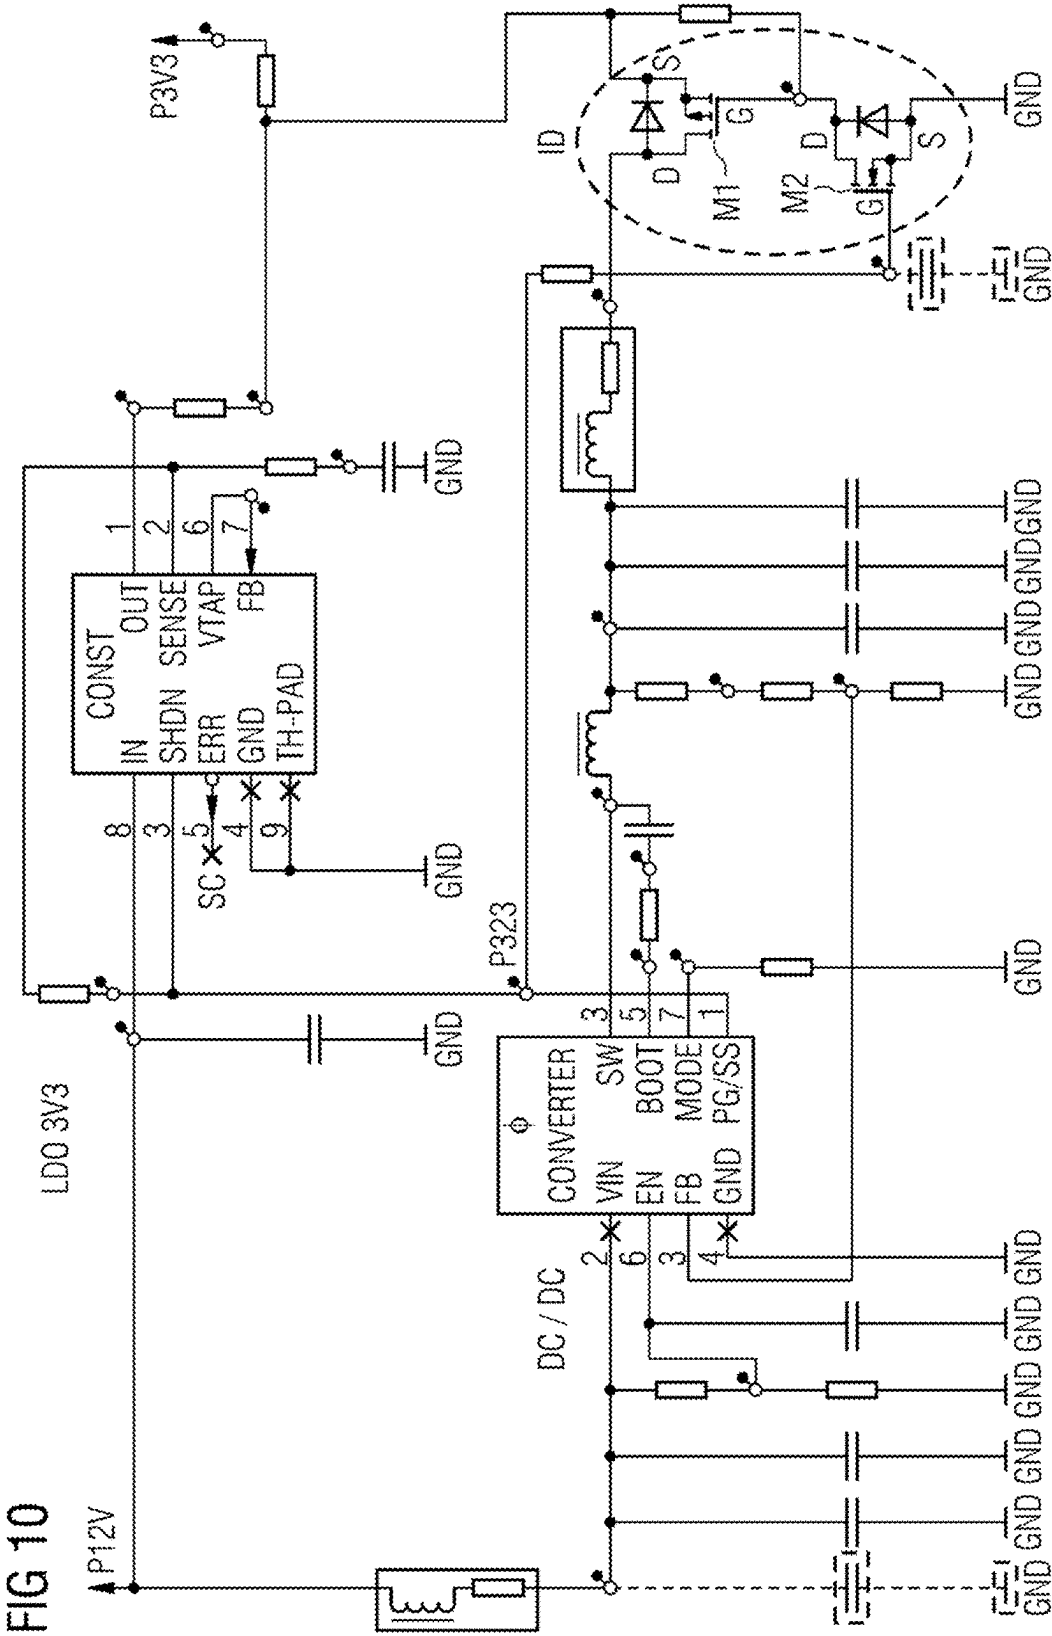 FIG 10
P12V
LDO 3V3
P3V3
CONST
IN
SHDN
ERR
GND
TH-PAD
OUT
SENSE
VTAP
FB
8
3
5
4
9
1
2
6
7
SC
GND
GND
GND
P323
DC / DC
CONVERTER
VIN
EN
FB
GND
SW
BOOT
MODE
PG/SS
2
6
3
4
3
5
7
1
ID
S
D
G
M1
M2
D
S
G
GND
GND
GND
GND
GND
GND
GND
GND
GND
GND
GND
GND
GND